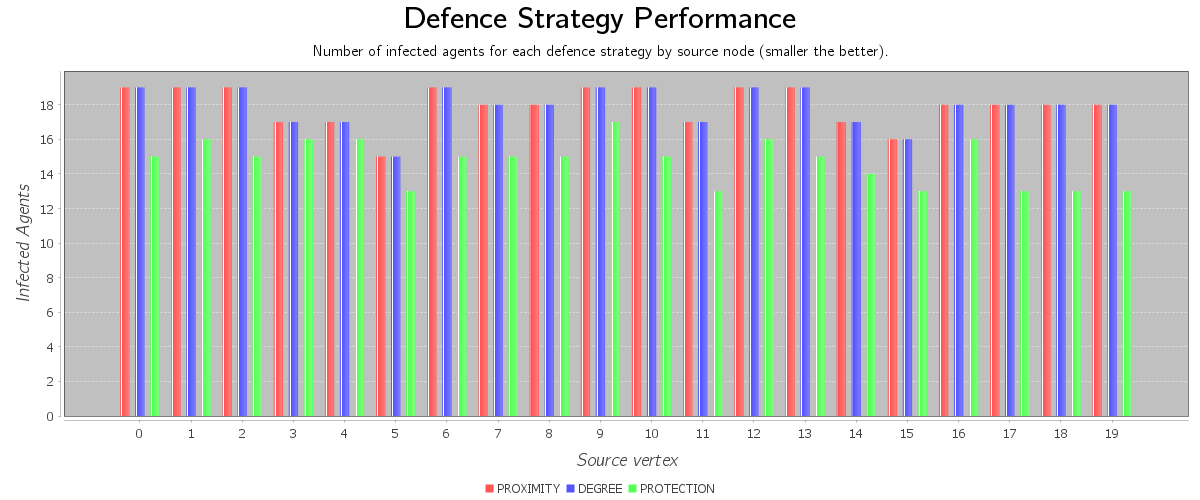 Defence Strategy Performance
Number of infected agents for each defence strategy by source node (smaller the better).
Infected Agents
18
16
14
12
10
8
6
4
2
0
0 1 2 3 4 5 6 7 8 9 10 11 12 13 14 15 16 17 18 19
Source vertex
PROXIMITY DEGREE PROTECTION